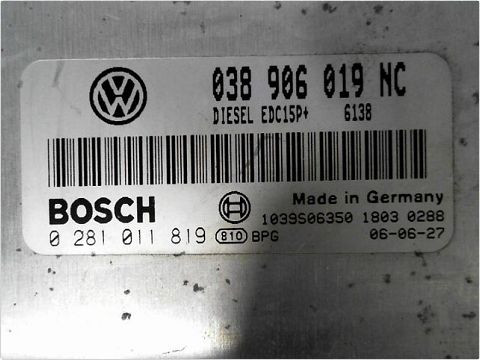 038 906 019 NC
DIESEL EDC15P+ 6138
BOSCH
Made in Germany
1039S06350 1803 0288
0 281 011 819 810 BPG 06-06-27